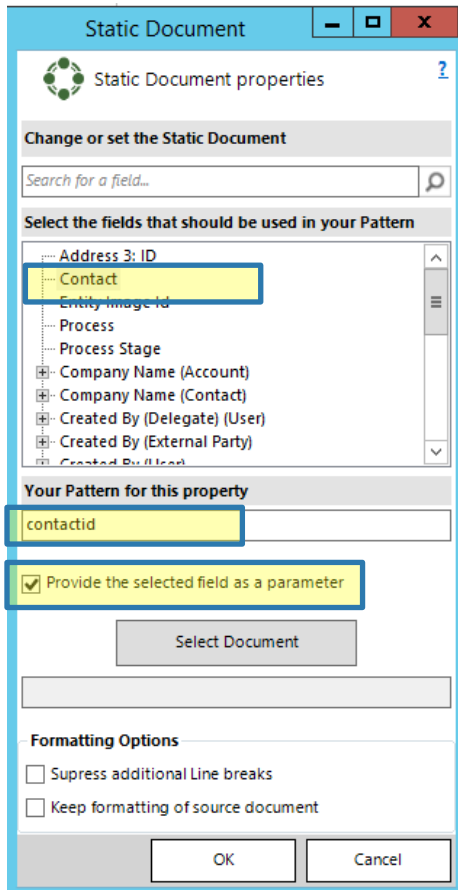 Static Document
x
Static Document properties
?
Change or set the Static Document
Search for a field...
Select the fields that should be used in your Pattern
Address 3: ID
Contact
Entity Image Id
Process
Process Stage
Company Name (Account)
Company Name (Contact)
Created By (Delegate) (User)
Created By (External Party)
Created By (User)
Your Pattern for this property
contactid
Provide the selected field as a parameter
Select Document
Formatting Options
Supress additional Line breaks
Keep formatting of source document
OK
Cancel